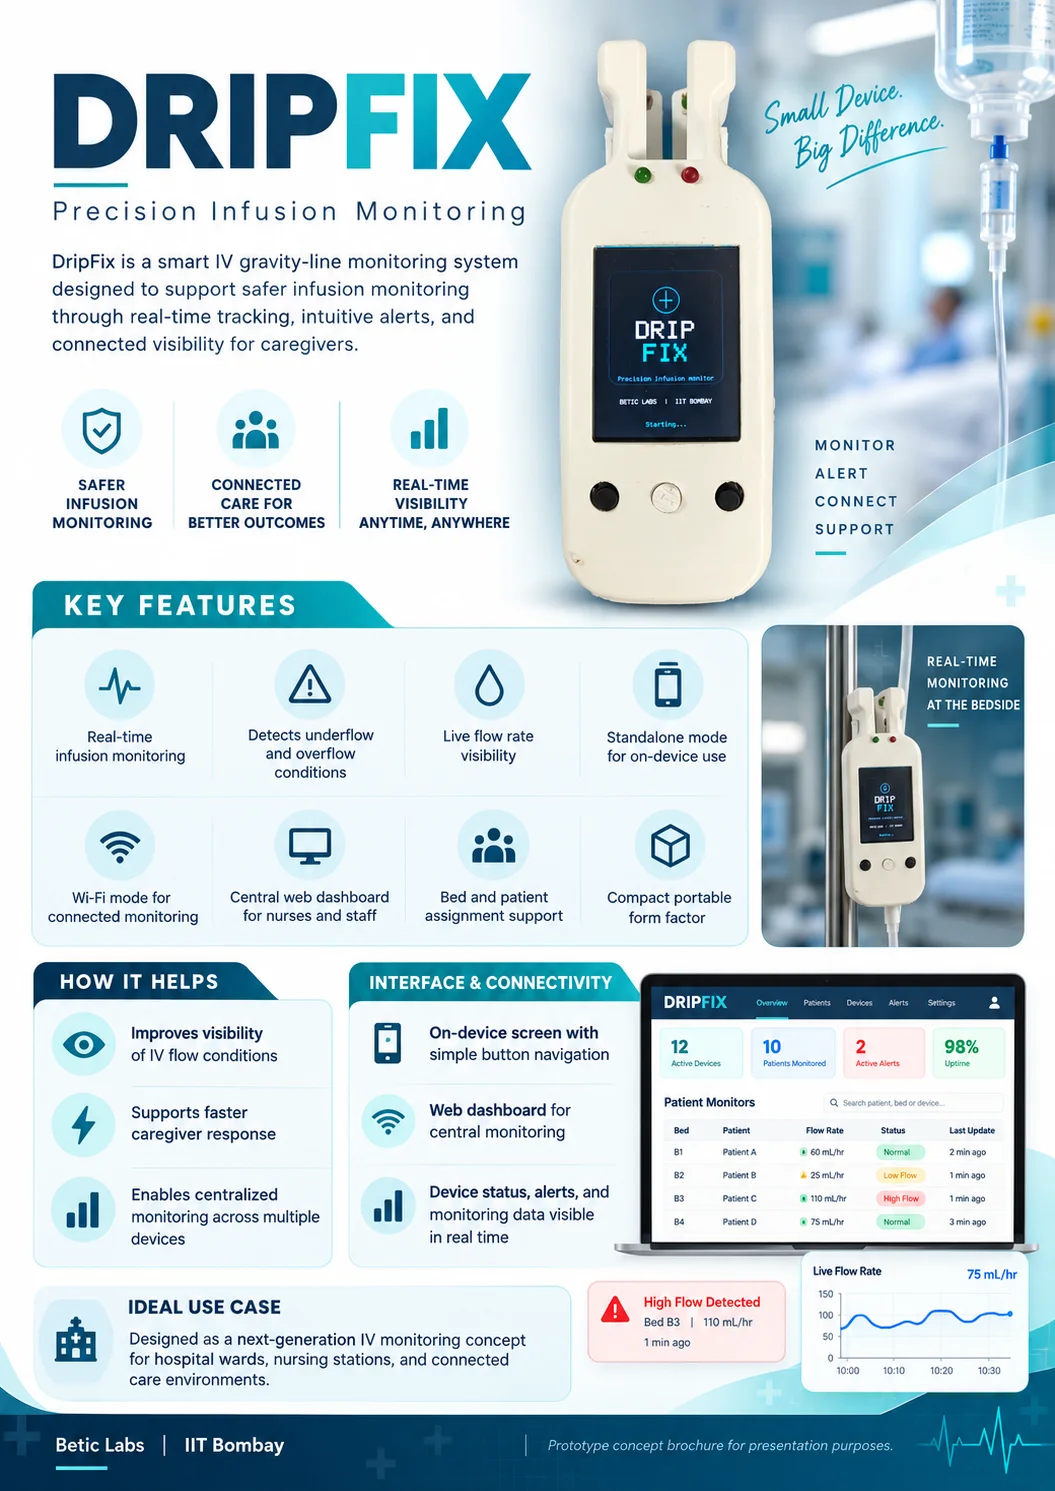 DRIPFIX
Precision Infusion Monitoring
DripFix is a smart IV gravity-line monitoring system
designed to support safer infusion monitoring
through real-time tracking, intuitive alerts, and
connected visibility for caregivers.
SAFER
INFUSION
MONITORING
CONNECTED
CARE FOR
BETTER OUTCOMES
REAL-TIME
VISIBILITY
ANYTIME, ANYWHERE
Small Device.
Big Difference.
DRIP
FIX
Precision Infusion monitor
BETIC LABS | IIT BOMBAY
Starting...
MONITOR
ALERT
CONNECT
SUPPORT
KEY FEATURES
Real-time
infusion monitoring
Detects underflow
and overflow
conditions
Live flow rate
visibility
Standalone mode
for on-device use
Wi-Fi mode for
connected monitoring
Central web dashboard
for nurses and staff
Bed and patient
assignment support
Compact portable
form factor
REAL-TIME
MONITORING
AT THE BEDSIDE
DRIP
FIX
HOW IT HELPS
Improves visibility
of IV flow conditions
Supports faster
caregiver response
Enables centralized
monitoring across multiple
devices
INTERFACE & CONNECTIVITY
On-device screen with
simple button navigation
Web dashboard for
central monitoring
Device status, alerts, and
monitoring data visible
in real time
DRIPFIX Overview Patients Devices Alerts Settings
12
Active Devices
10
Patients Monitored
2
Active Alerts
98%
Uptime
Patient Monitors
Search patient, bed or device...
Bed Patient Flow Rate Status Last Update
B1 Patient A 60 mL/hr Normal 2 min ago
B2 Patient B 25 mL/hr Low Flow 1 min ago
B3 Patient C 110 mL/hr High Flow 1 min ago
B4 Patient D 75 mL/hr Normal 3 min ago
IDEAL USE CASE
Designed as a next-generation IV monitoring concept
for hospital wards, nursing stations, and connected
care environments.
High Flow Detected
Bed B3 | 110 mL/hr
1 min ago
Live Flow Rate 75 mL/hr
150
100
50
0
10:00 10:10 10:20 10:30
Betic Labs | IIT Bombay
Prototype concept brochure for presentation purposes.